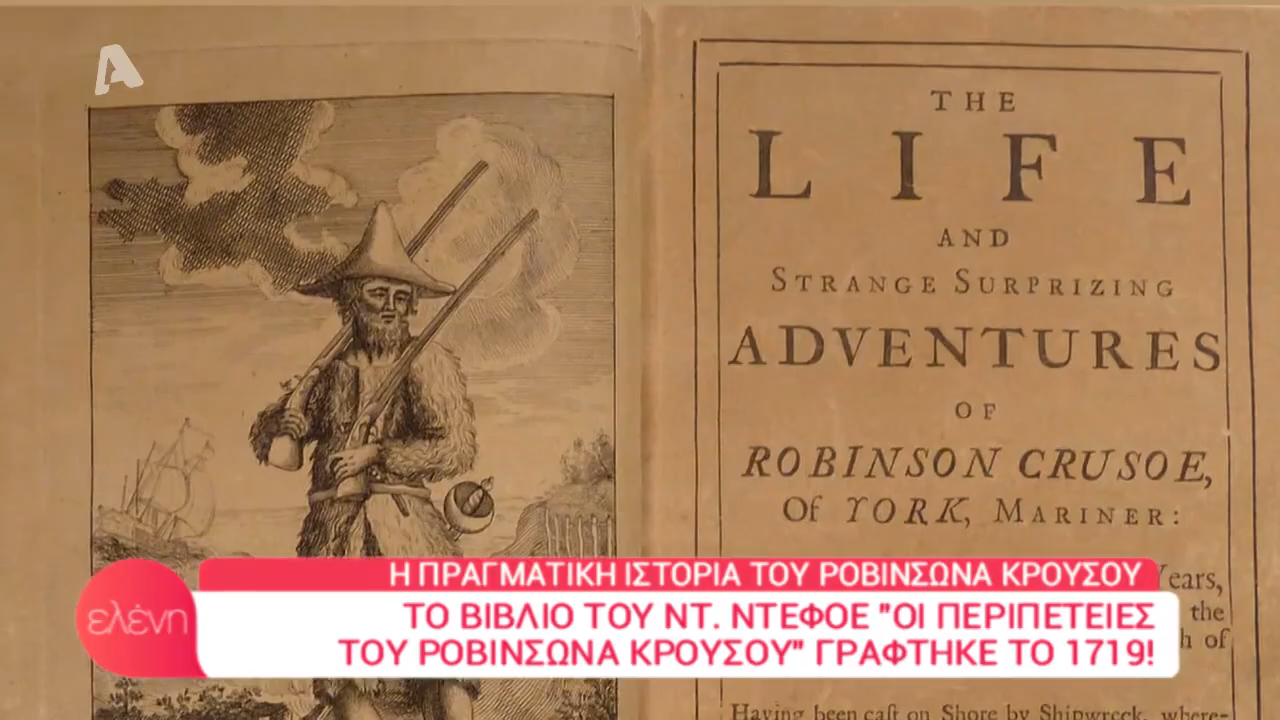 THE
LIFE
AND
STRANGE SURPRIZING
ADVENTURES
OF
ROBINSON CRUSOE,
Of YORK, MARINER:
Years,
the
of
Having been caſt on Shore by Shipwreck, where-
Η ΠΡΑΓΜΑΤΙΚΗ ΙΣΤΟΡΙΑ ΤΟΥ ΡΟΒΙΝΣΩΝΑ ΚΡΟΥΣΟΥ
ελένη
ΤΟ ΒΙΒΛΙΟ ΤΟΥ ΝΤ. ΝΤΕΦΟΕ "ΟΙ ΠΕΡΙΠΕΤΕΙΕΣ
ΤΟΥ ΡΟΒΙΝΣΩΝΑ ΚΡΟΥΣΟΥ" ΓΡΑΦΤΗΚΕ ΤΟ 1719!